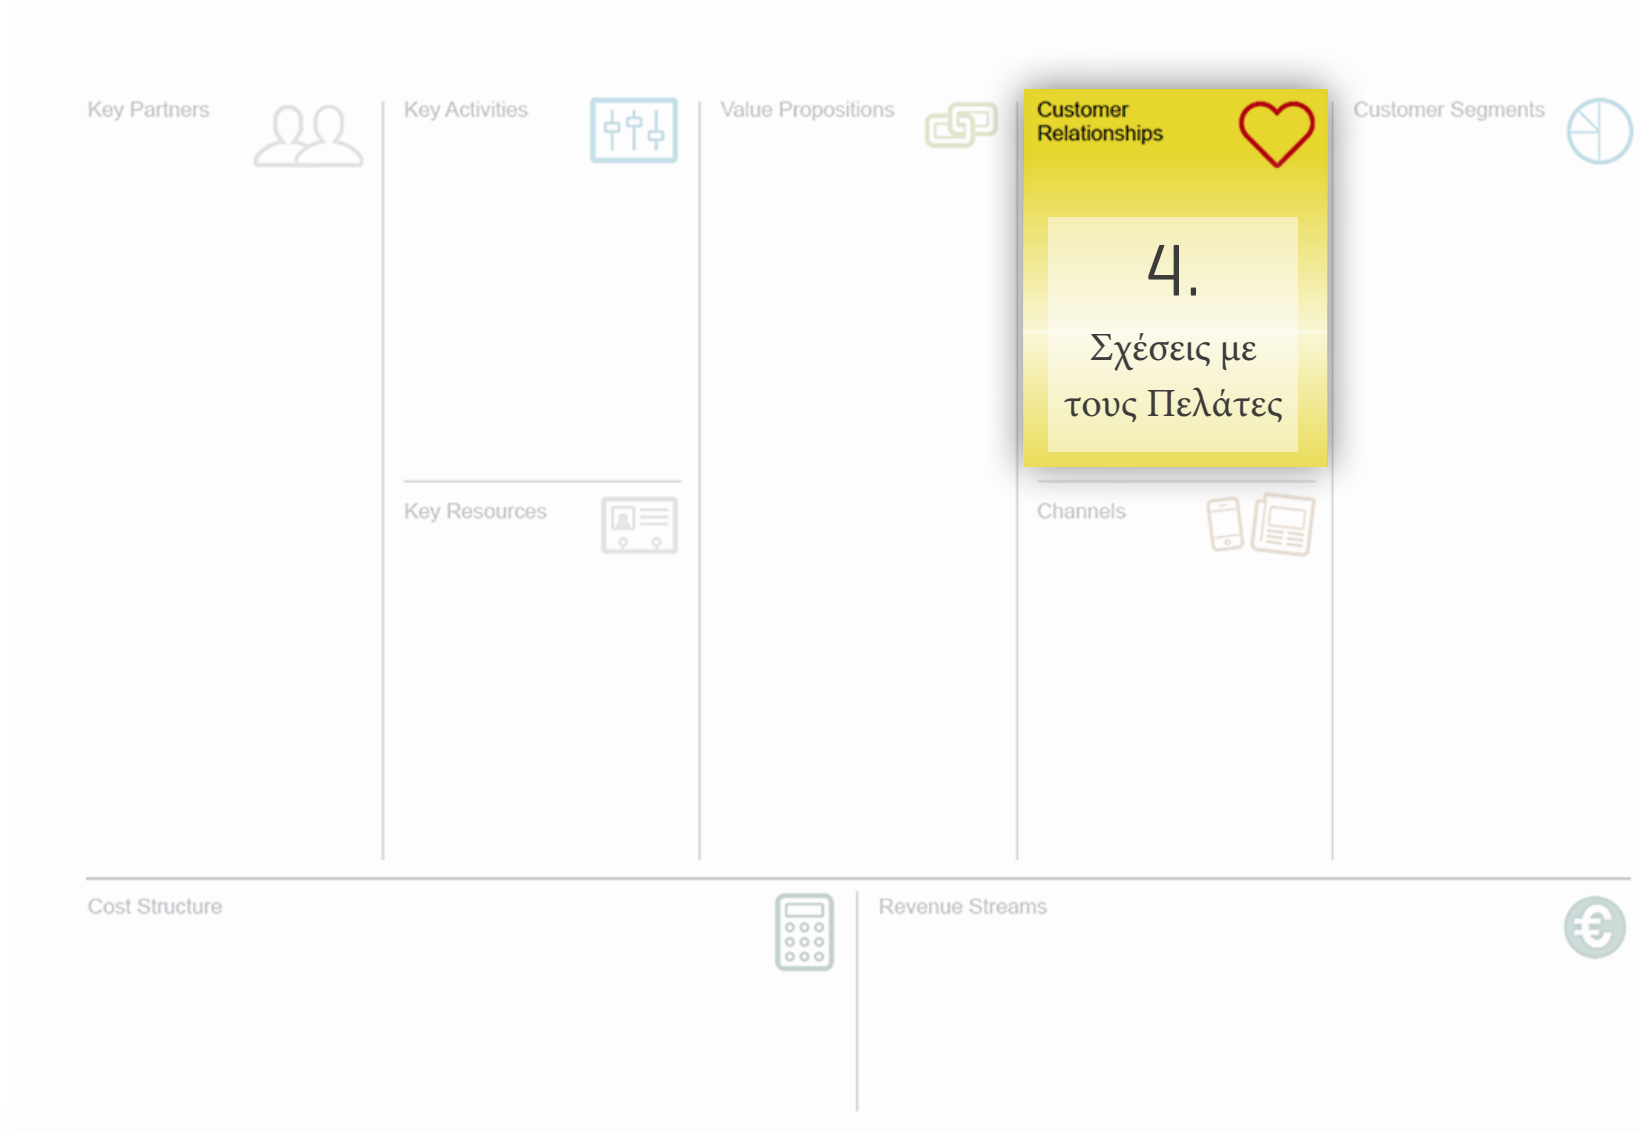 Key Partners
Key Activities
Value Propositions
Customer
Relationships
Customer Segments
4.
Σχέσεις με
τους Πελάτες
Key Resources
Channels
Cost Structure
Revenue Streams
€